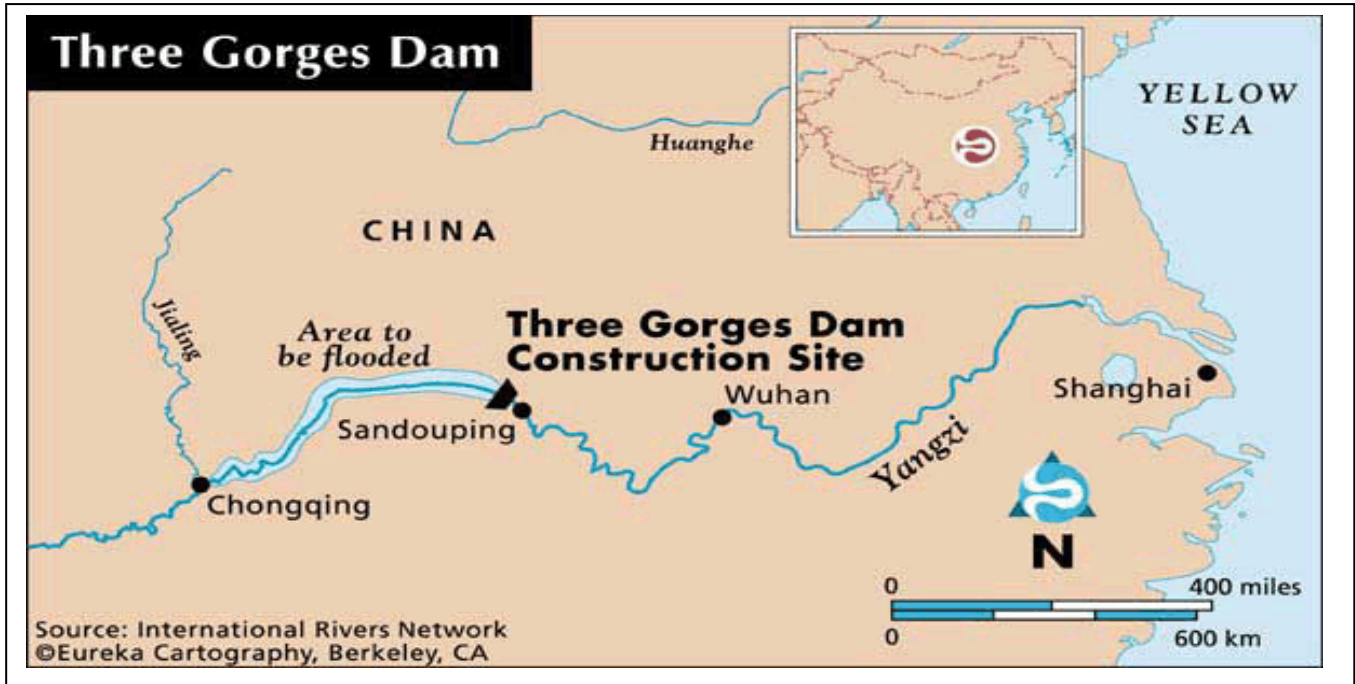 Three Gorges Dam
YELLOW
SEA
Huanghe
CHINA
Jialing
Area to
be flooded
Three Gorges Dam
Construction Site
Wuhan
Shanghai
Sandouping
Yangzi
Chongqing
N
0 400 miles
0 600 km
Source: International Rivers Network
©Eureka Cartography, Berkeley, CA